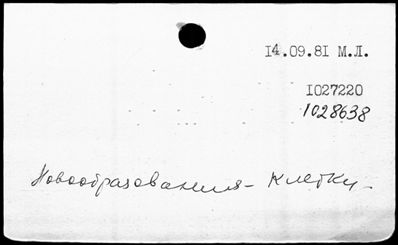 14.09.81 М.Л.
1027220
1028638
Новообразования - клетки.